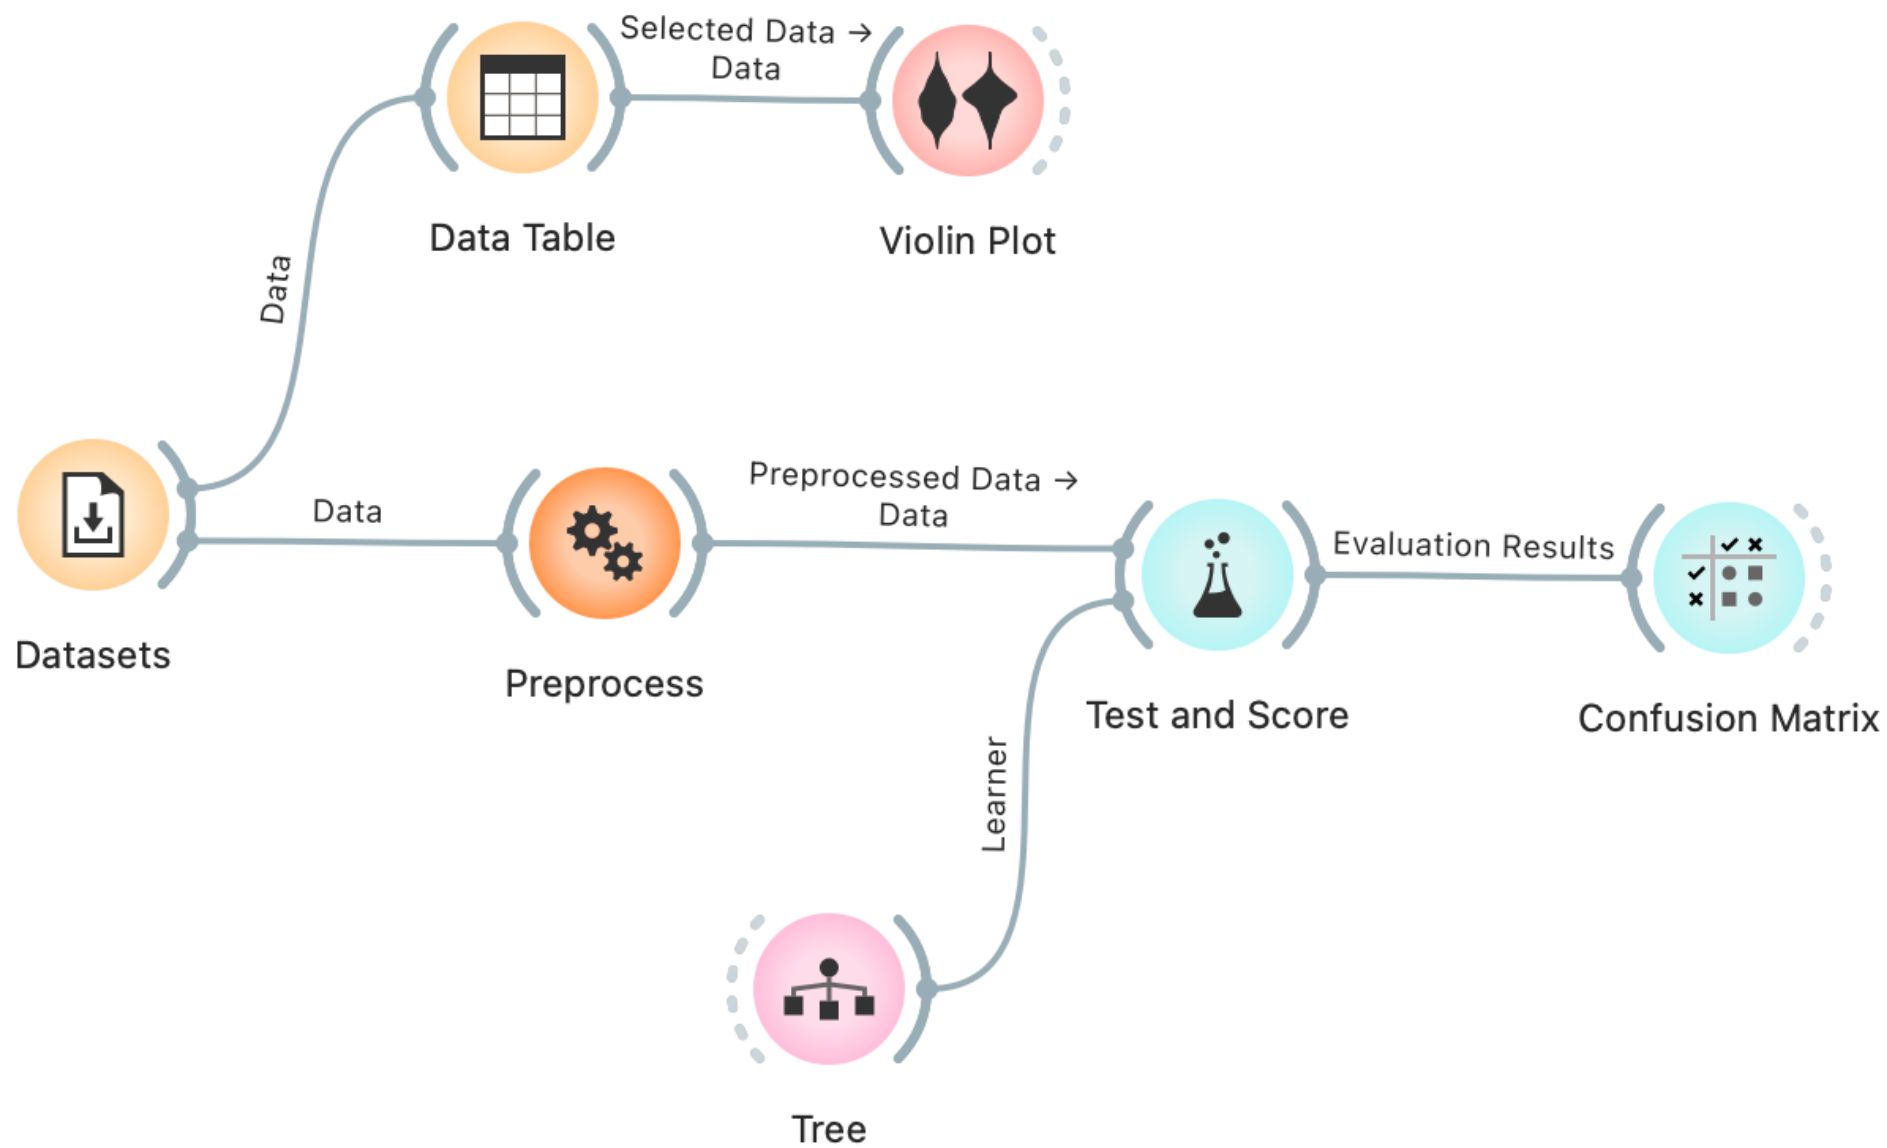 Selected Data →
Data
Data Table
Violin Plot
Data
Data
Preprocessed Data →
Data
Evaluation Results
Datasets
Preprocess
Test and Score
Confusion Matrix
Learner
Tree